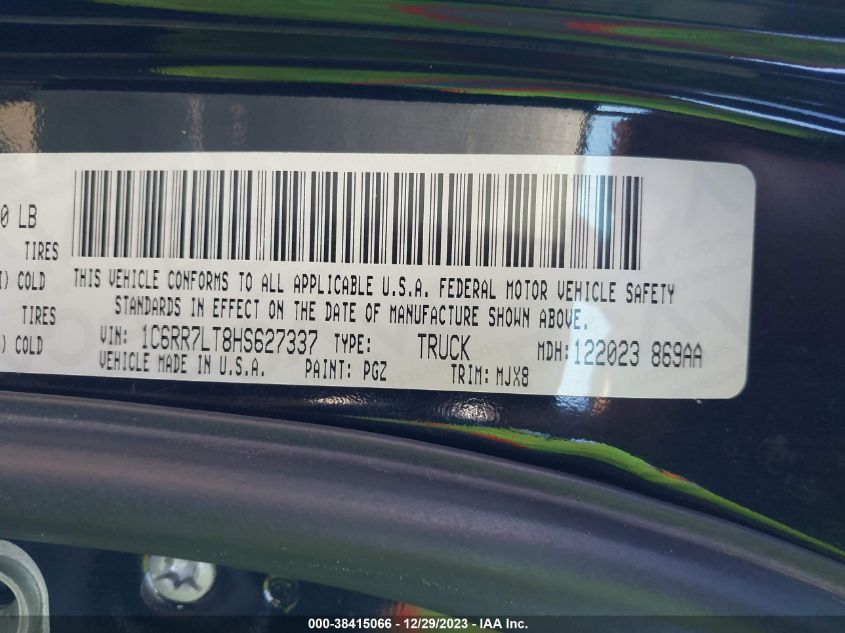 0 LB
TIRES
) COLD
TIRES
) COLD
THIS VEHICLE CONFORMS TO ALL APPLICABLE U.S.A. FEDERAL MOTOR VEHICLE SAFETY
STANDARDS IN EFFECT ON THE DATE OF MANUFACTURE SHOWN ABOVE.
VIN: 1C6RR7LT8HS627337 TYPE: TRUCK MDH: 122023 869AA
VEHICLE MADE IN U.S.A. PAINT: PGZ TRIM: MJX8
000-38415066 - 12/29/2023 - IAA Inc.